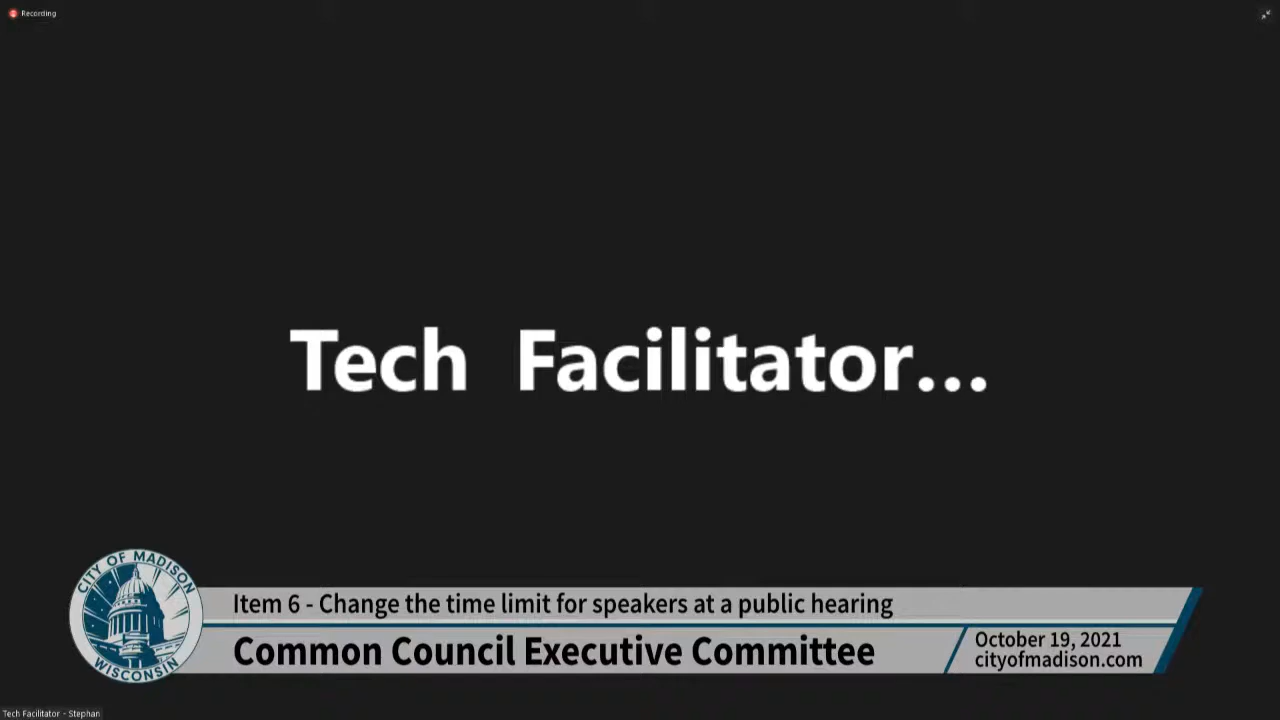 Recording
Tech Facilitator...
CITY OF MADISON
WISCONSIN
Item 6 - Change the time limit for speakers at a public hearing
Common Council Executive Committee
October 19, 2021
cityofmadison.com
Tech Facilitator - Stephan